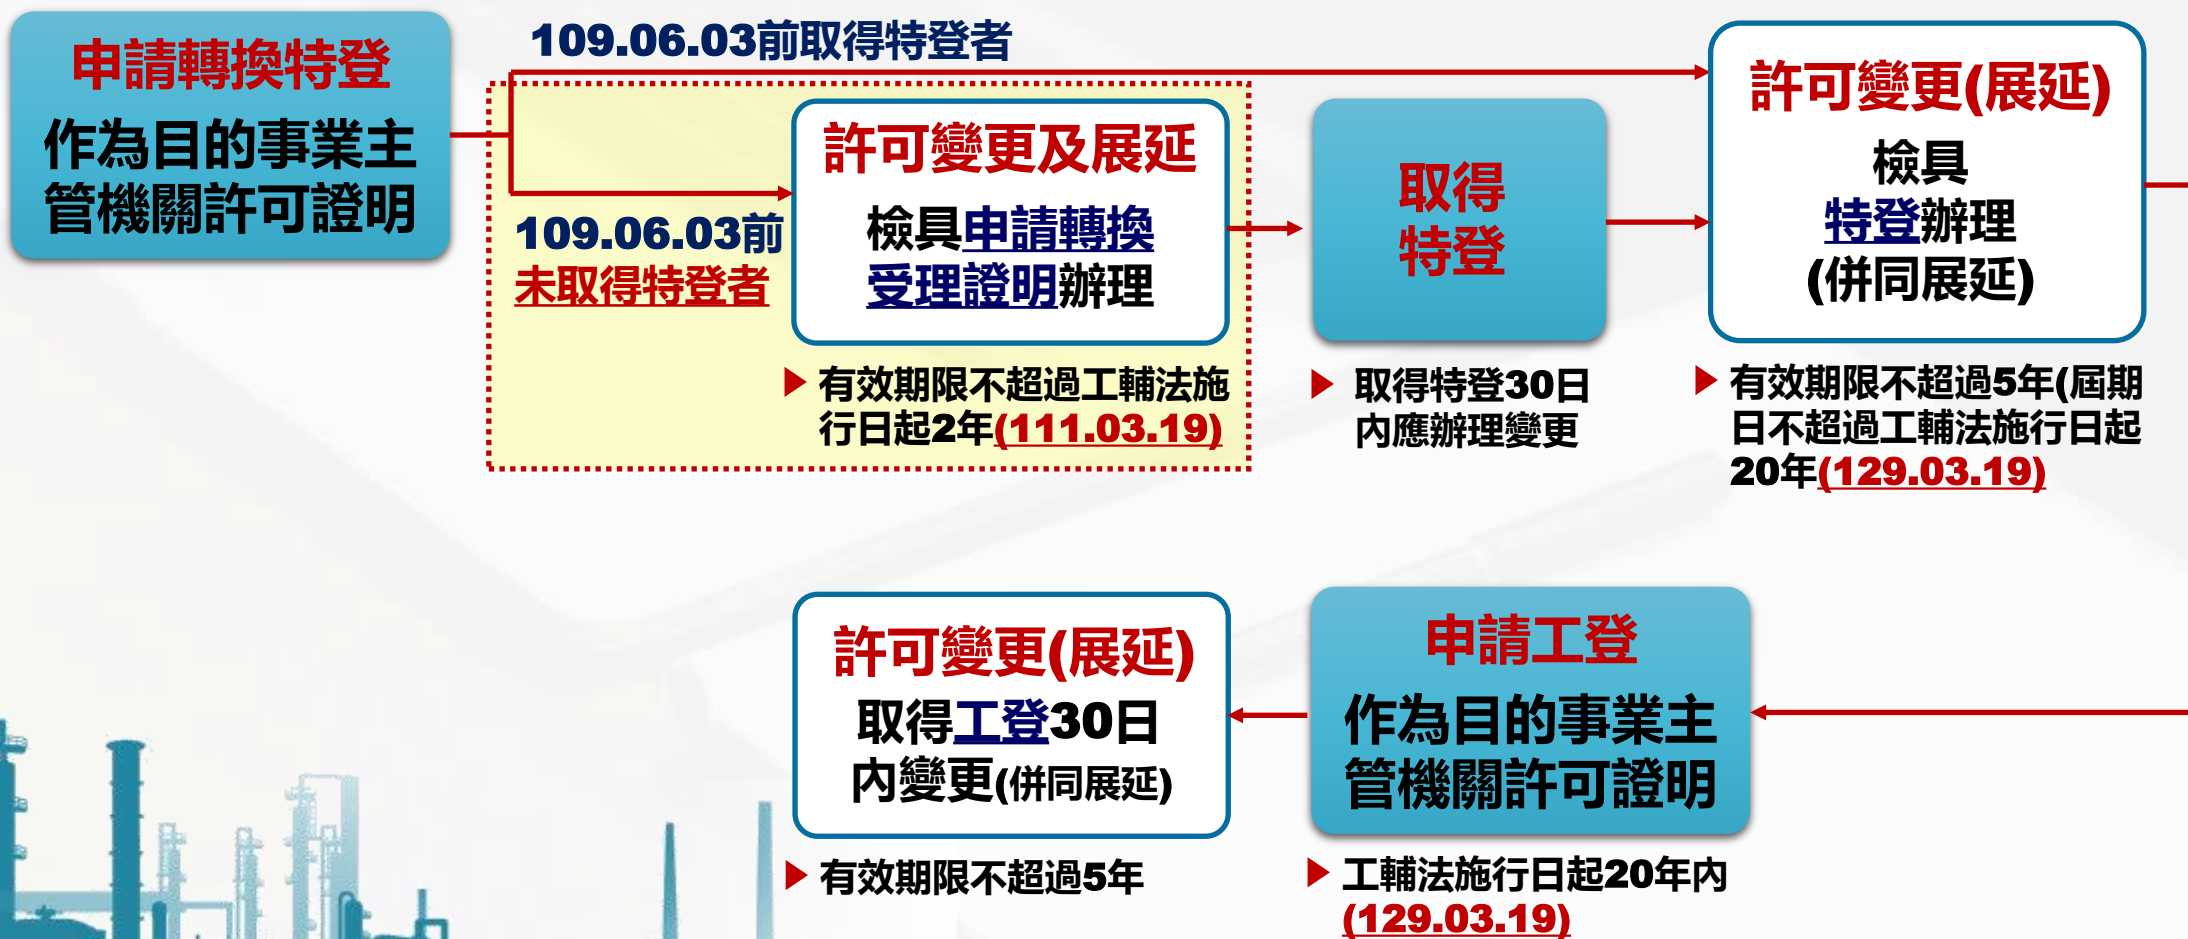 申請轉換特登
作為目的事業主
管機關許可證明
109.06.03前取得特登者
109.06.03前
未取得特登者
許可變更及展延
檢具申請轉換
受理證明辦理
有效期限不超過工輔法施
行日起2年(111.03.19)
取得
特登
取得特登30日
內應辦理變更
許可變更(展延)
檢具
特登辦理
(併同展延)
有效期限不超過5年(屆期
日不超過工輔法施行日起
20年(129.03.19)
申請工登
作為目的事業主
管機關許可證明
工輔法施行日起20年內
(129.03.19)
許可變更(展延)
取得工登30日
內變更(併同展延)
有效期限不超過5年